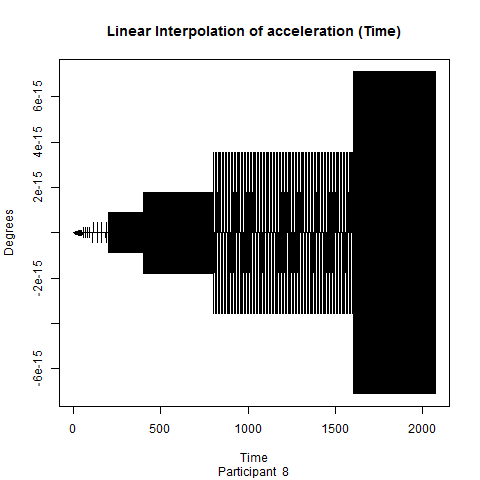 Linear Interpolation of acceleration (Time)
Degrees
6e-15
4e-15
2e-15
-2e-15
-6e-15
0
500
1000
1500
2000
Time
Participant 8